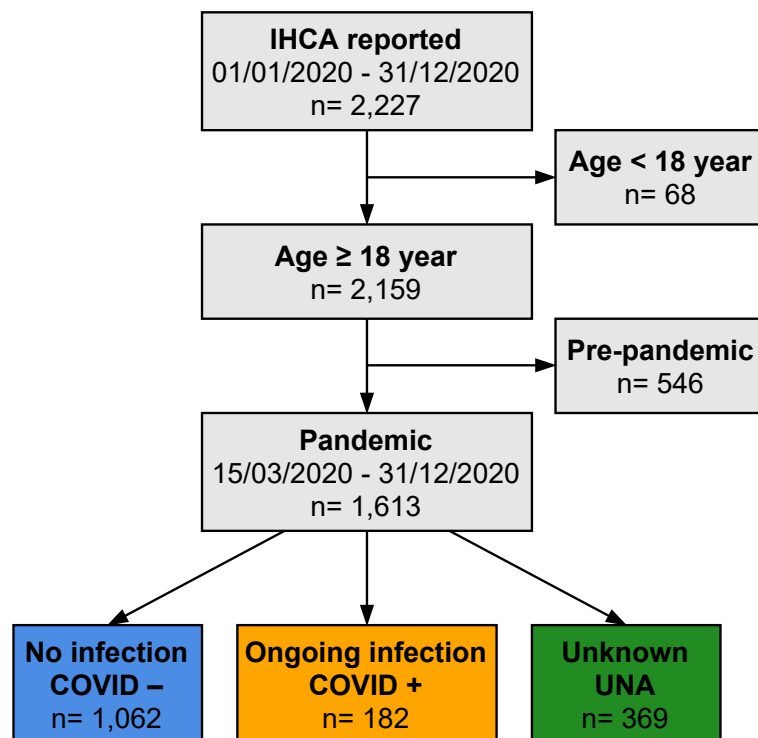 IHCA reported
01/01/2020 - 31/12/2020
n= 2,227
Age < 18 year
n= 68
Age ≥ 18 year
n= 2,159
Pre-pandemic
n= 546
Pandemic
15/03/2020 - 31/12/2020
n= 1,613
No infection
COVID –
n= 1,062
Ongoing infection
COVID +
n= 182
Unknown
UNA
n= 369